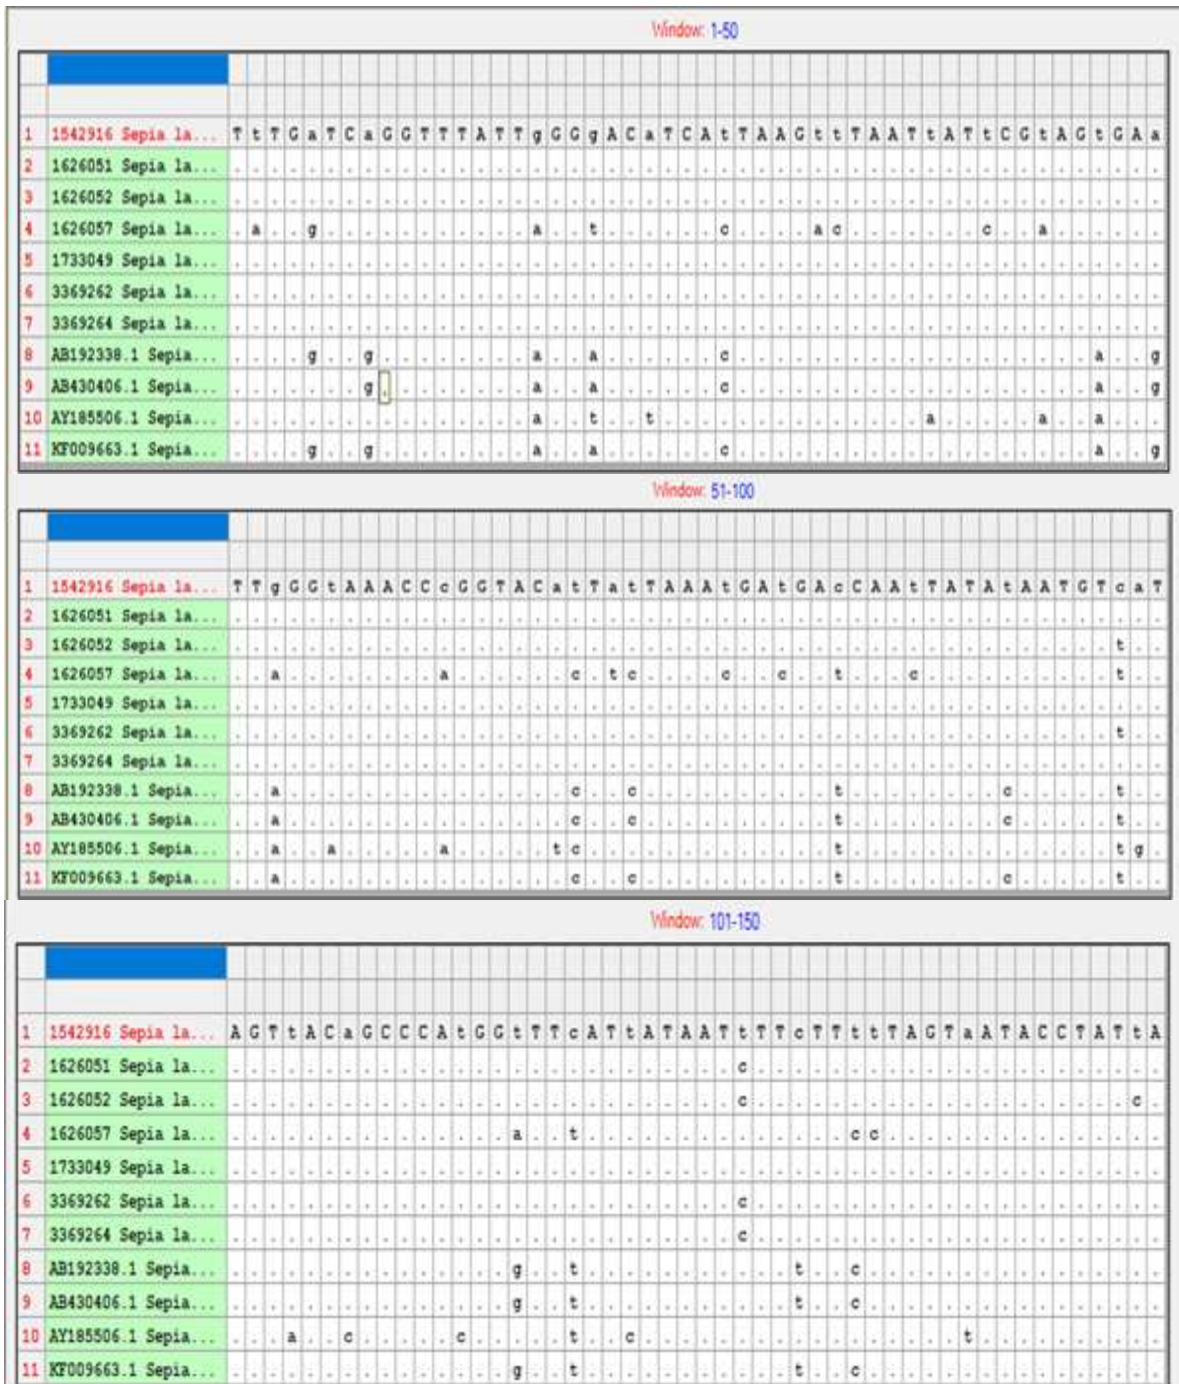 Window: 1-50
1 1542916 Sepia la... T t T G a T C a G G T T T A T T g G G g A C a T C A t T A A G t t T A A T t A T t C G t A G t G A a
2 1626051 Sepia la... . . . . . . . . . . . . . . . . . . . . . . . . . . . . . . . . . . . . . . . . . . . . . . . . . .
3 1626052 Sepia la... . . . . . . . . . . . . . . . . . . . . . . . . . . . . . . . . . . . . . . . . . . . . . . . . . .
4 1626057 Sepia la... . a . . g . . . . . . . . . . . a . . t . . . . . . c . . . . a c . . . . . . . c . . a . . . . . .
5 1733049 Sepia la... . . . . . . . . . . . . . . . . . . . . . . . . . . . . . . . . . . . . . . . . . . . . . . . . . .
6 3369262 Sepia la... . . . . . . . . . . . . . . . . . . . . . . . . . . . . . . . . . . . . . . . . . . . . . . . . . .
7 3369264 Sepia la... . . . . . . . . . . . . . . . . . . . . . . . . . . . . . . . . . . . . . . . . . . . . . . . . . .
8 AB192338.1 Sepia... . . . . g . . g . . . . . . . . a . . a . . . . . . c . . . . . . . . . . . . . . . . . . . a . . g
9 AB430406.1 Sepia... . . . . . . . g . . . . . . . . a . . a . . . . . . c . . . . . . . . . . . . . . . . . . . a . . g
10 AY185506.1 Sepia... . . . . . . . . . . . . . . . . a . . t . . t . . . . . . . . . . . . . . a . . . . . a . . a . . .
11 KF009663.1 Sepia... . . . . g . . g . . . . . . . . a . . a . . . . . . c . . . . . . . . . . . . . . . . . . . a . . g
Window: 51-100
1 1542916 Sepia la... T T g G G t A A A C C c G G T A C a t T a t T A A A t G A t G A c C A A t T A T A t A A T G T c a T
2 1626051 Sepia la... . . . . . . . . . . . . . . . . . . . . . . . . . . . . . . . . . . . . . . . . . . . . . . . . . .
3 1626052 Sepia la... . . . . . . . . . . . . . . . . . . . . . . . . . . . . . . . . . . . . . . . . . . . . . . . t . .
4 1626057 Sepia la... . . a . . . . . . . . a . . . . . . c . t c . . . . c . . c . . t . . . c . . . . . . . . . . t . .
5 1733049 Sepia la... . . . . . . . . . . . . . . . . . . . . . . . . . . . . . . . . . . . . . . . . . . . . . . . . . .
6 3369262 Sepia la... . . . . . . . . . . . . . . . . . . . . . . . . . . . . . . . . . . . . . . . . . . . . . . . t . .
7 3369264 Sepia la... . . . . . . . . . . . . . . . . . . . . . . . . . . . . . . . . . . . . . . . . . . . . . . . . . .
8 AB192338.1 Sepia... . . a . . . . . . . . . . . . . . . c . . c . . . . . . . . . . t . . . . . . . . c . . . . . t . .
9 AB430406.1 Sepia... . . a . . . . . . . . . . . . . . . c . . c . . . . . . . . . . t . . . . . . . . c . . . . . t . .
10 AY185506.1 Sepia... . . a . . a . . . . . a . . . . . t c . . . . . . . . . . . . . t . . . . . . . . . . . . . . t g .
11 KF009663.1 Sepia... . . a . . . . . . . . . . . . . . . c . . c . . . . . . . . . . t . . . . . . . . c . . . . . t . .
Window: 101-150
1 1542916 Sepia la... A G T t A C a G C C C A t G G t T T c A T t A T A A T t T T c T T t t T A G T a A T A C C T A T t A
2 1626051 Sepia la... . . . . . . . . . . . . . . . . . . . . . . . . . . . c . . . . . . . . . . . . . . . . . . . . . .
3 1626052 Sepia la... . . . . . . . . . . . . . . . . . . . . . . . . . . . c . . . . . . . . . . . . . . . . . . . . c .
4 1626057 Sepia la... . . . . . . . . . . . . . . . a . . t . . . . . . . . . . . . . . c c . . . . . . . . . . . . . . .
5 1733049 Sepia la... . . . . . . . . . . . . . . . . . . . . . . . . . . . . . . . . . . . . . . . . . . . . . . . . . .
6 3369262 Sepia la... . . . . . . . . . . . . . . . . . . . . . . . . . . . c . . . . . . . . . . . . . . . . . . . . . .
7 3369264 Sepia la... . . . . . . . . . . . . . . . . . . . . . . . . . . . c . . . . . . . . . . . . . . . . . . . . . .
8 AB192338.1 Sepia... . . . . . . . . . . . . . . . g . . t . . . . . . . . . . . t . . c . . . . . . . . . . . . . . . .
9 AB430406.1 Sepia... . . . . . . . . . . . . . . . g . . t . . . . . . . . . . . t . . c . . . . . . . . . . . . . . . .
10 AY185506.1 Sepia... . . . a . . c . . . . . c . . . . . t . . c . . . . . . . . . . . . . . . . . t . . . . . . . . . .
11 KF009663.1 Sepia... . . . . . . . . . . . . . . . g . . t . . . . . . . . . . . t . . c . . . . . . . . . . . . . . . .